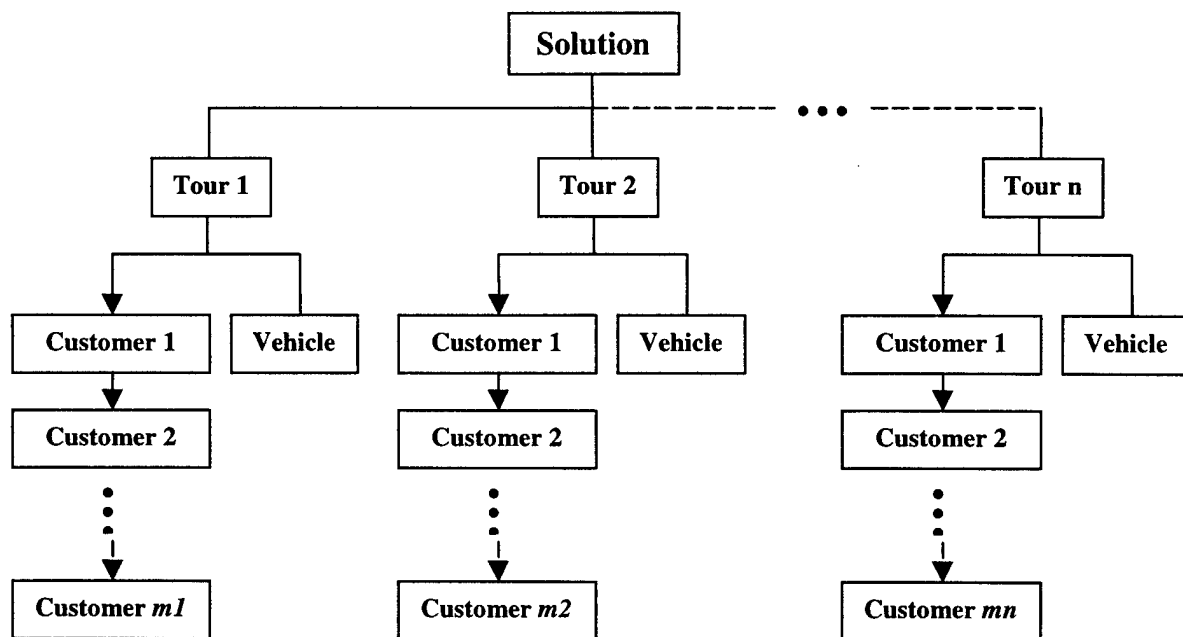 Solution
Tour 1
Tour 2
Tour n
Customer 1
Vehicle
Customer 1
Vehicle
Customer 1
Vehicle
Customer 2
Customer 2
Customer 2
Customer m1
Customer m2
Customer mn